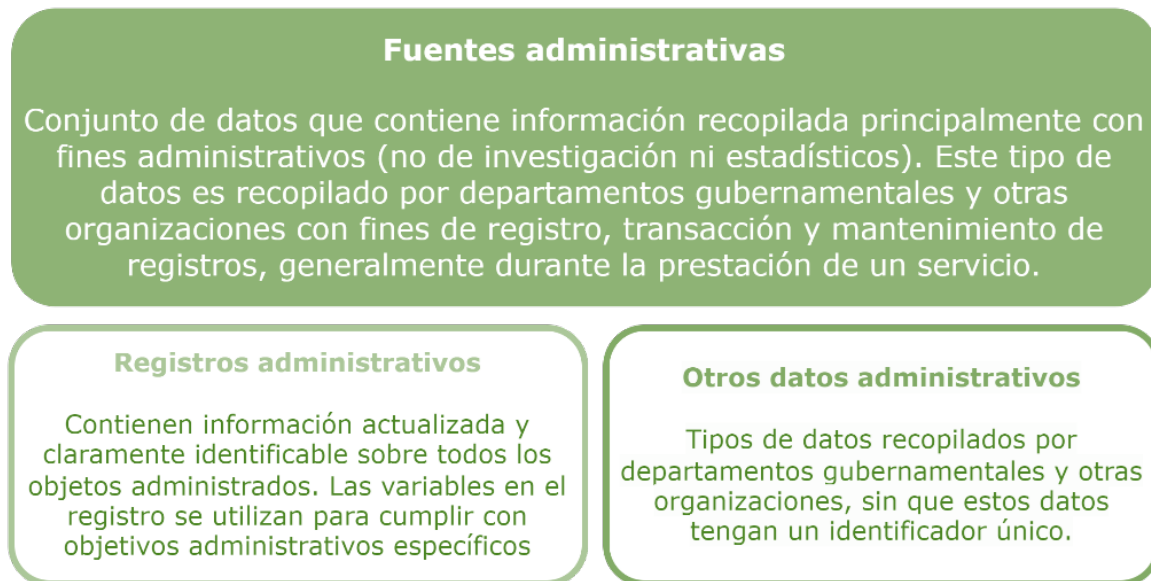 Fuentes administrativas
Conjunto de datos que contiene información recopilada principalmente con
fines administrativos (no de investigación ni estadísticos). Este tipo de
datos es recopilado por departamentos gubernamentales y otras
organizaciones con fines de registro, transacción y mantenimiento de
registros, generalmente durante la prestación de un servicio.
Registros administrativos
Contienen información actualizada y
claramente identificable sobre todos los
objetos administrados. Las variables en el
registro se utilizan para cumplir con
objetivos administrativos específicos
Otros datos administrativos
Tipos de datos recopilados por
departamentos gubernamentales y otras
organizaciones, sin que estos datos
tengan un identificador único.